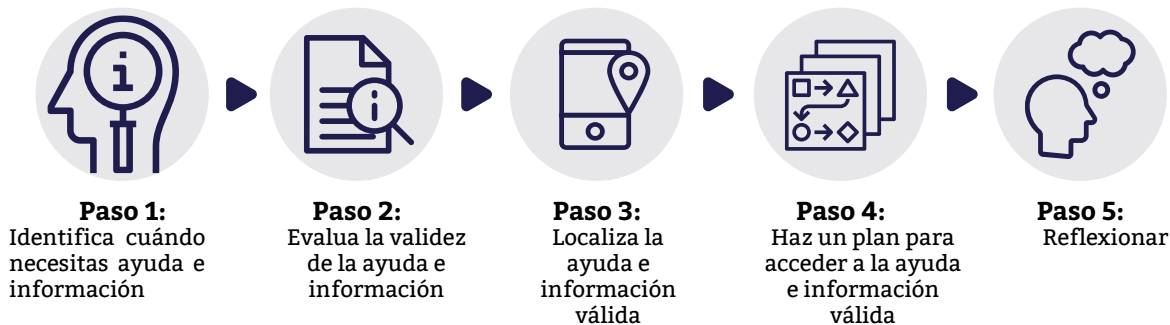 Paso 1:
Identifica cuándo
necesitas ayuda e
información
Paso 2:
Evalua la validez
de la ayuda e
información
Paso 3:
Localiza la
ayuda e
información
válida
Paso 4:
Haz un plan para
acceder a la ayuda
e información
válida
Paso 5:
Reflexionar